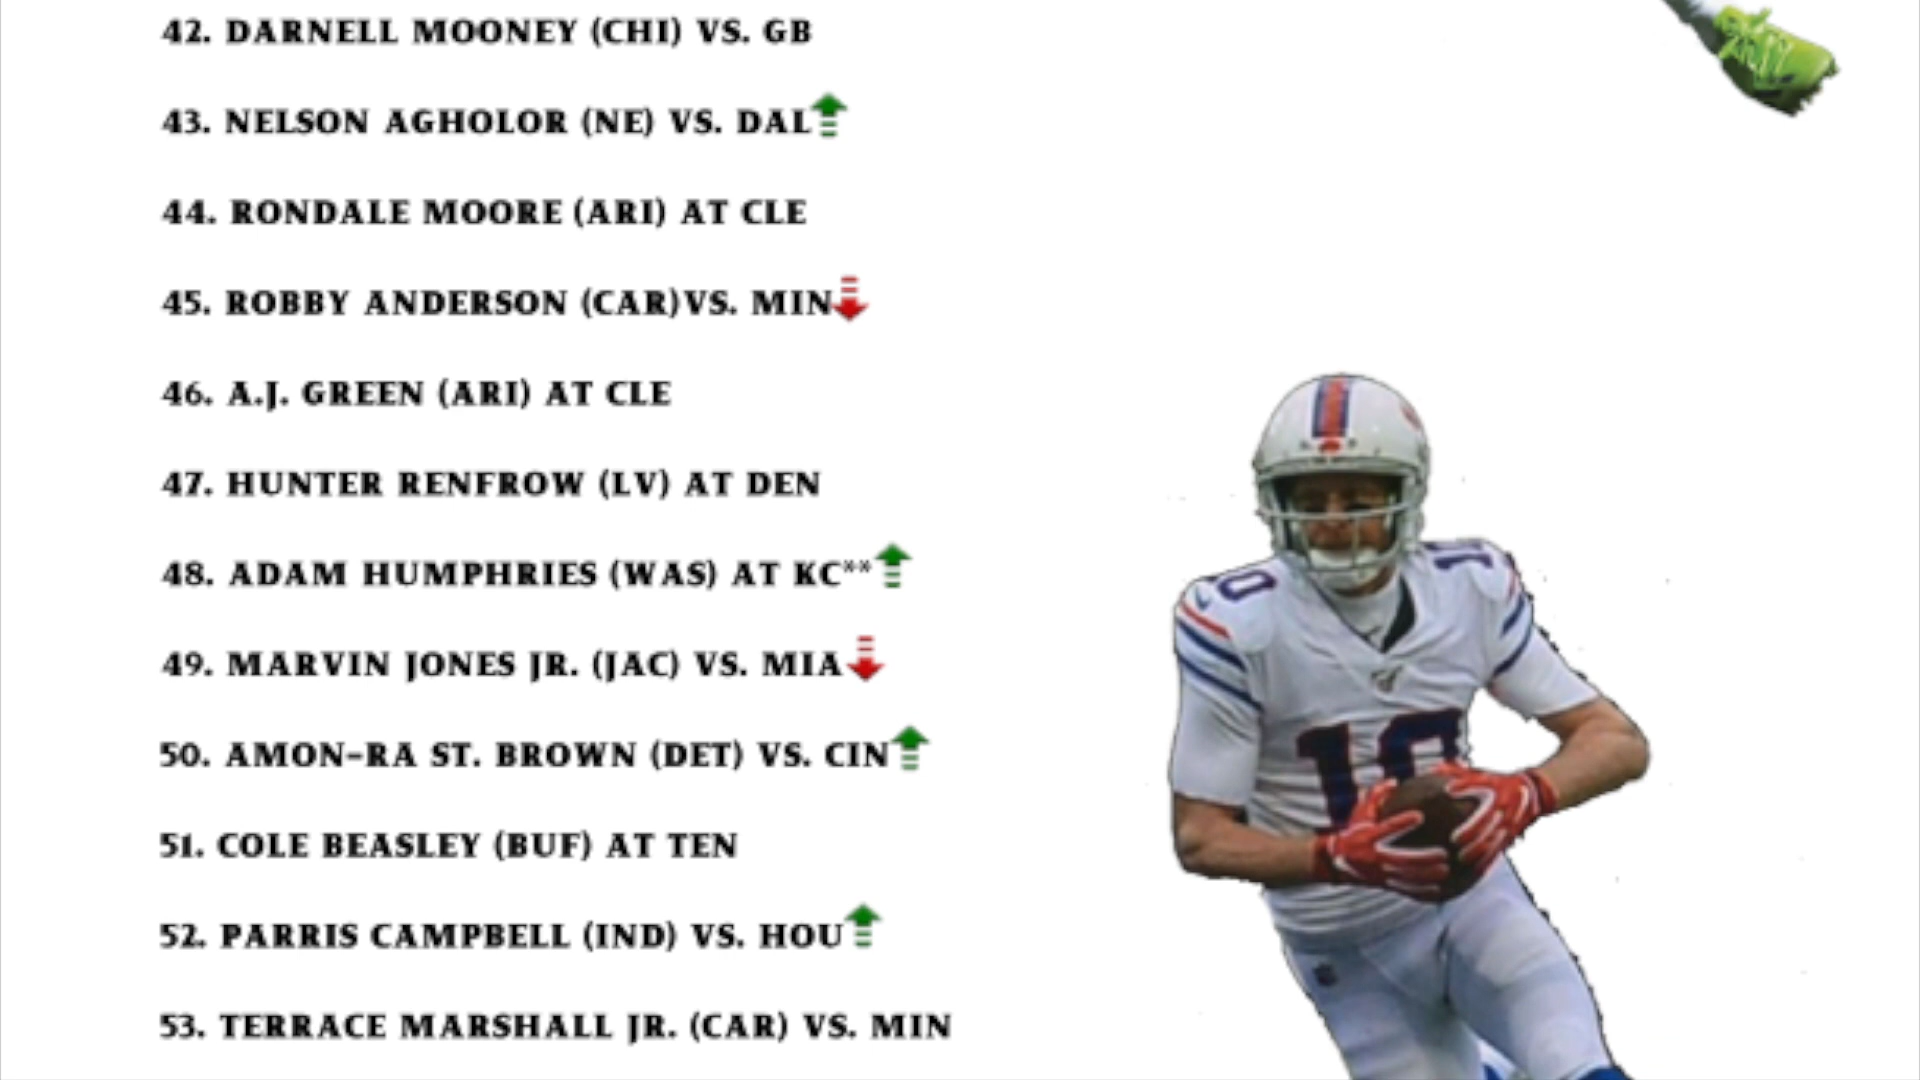 42. DARNELL MOONEY (CHI) VS. GB
43. NELSON AGHOLOR (NE) VS. DAL
44. RONDALE MOORE (ARI) AT CLE
45. ROBBY ANDERSON (CAR)VS. MIN
46. A.J. GREEN (ARI) AT CLE
47. HUNTER RENFROW (LV) AT DEN
48. ADAM HUMPHRIES (WAS) AT KC**
49. MARVIN JONES JR. (JAC) VS. MIA
50. AMON-RA ST. BROWN (DET) VS. CIN
51. COLE BEASLEY (BUF) AT TEN
52. PARRIS CAMPBELL (IND) VS. HOU
53. TERRACE MARSHALL JR. (CAR) VS. MIN
10
10